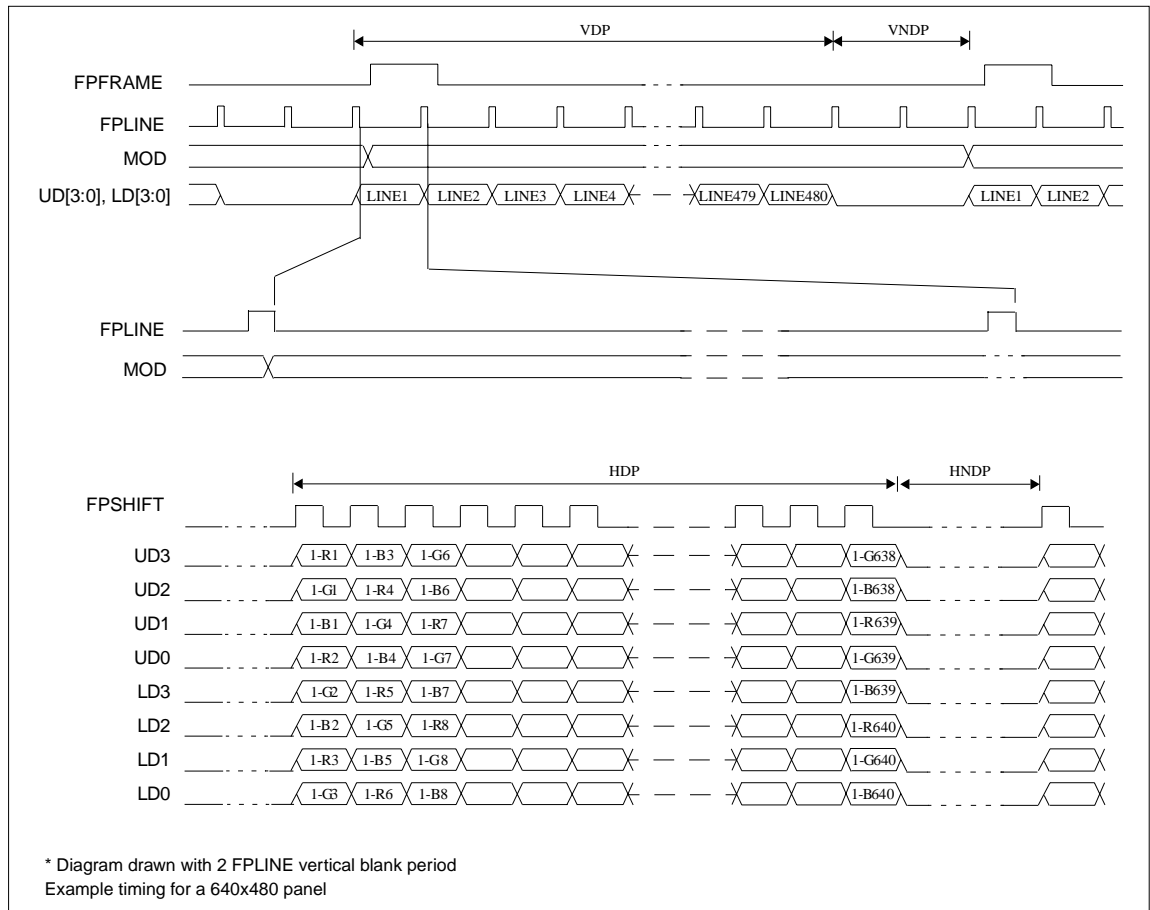 VDP VNDP
FPFRAME
FPLINE
MOD
UD[3:0], LD[3:0] LINE1 LINE2 LINE3 LINE4 LINE479 LINE480 LINE1 LINE2
FPLINE
MOD
HDP HNDP
FPSHIFT
UD3 1-R1 1-B3 1-G6 1-G638
UD2 1-G1 1-R4 1-B6 1-B638
UD1 1-B1 1-G4 1-R7 1-R639
UD0 1-R2 1-B4 1-G7 1-G639
LD3 1-G2 1-R5 1-B7 1-B639
LD2 1-B2 1-G5 1-R8 1-R640
LD1 1-R3 1-B5 1-G8 1-G640
LD0 1-G3 1-R6 1-B8 1-B640
* Diagram drawn with 2 FPLINE vertical blank period
Example timing for a 640x480 panel